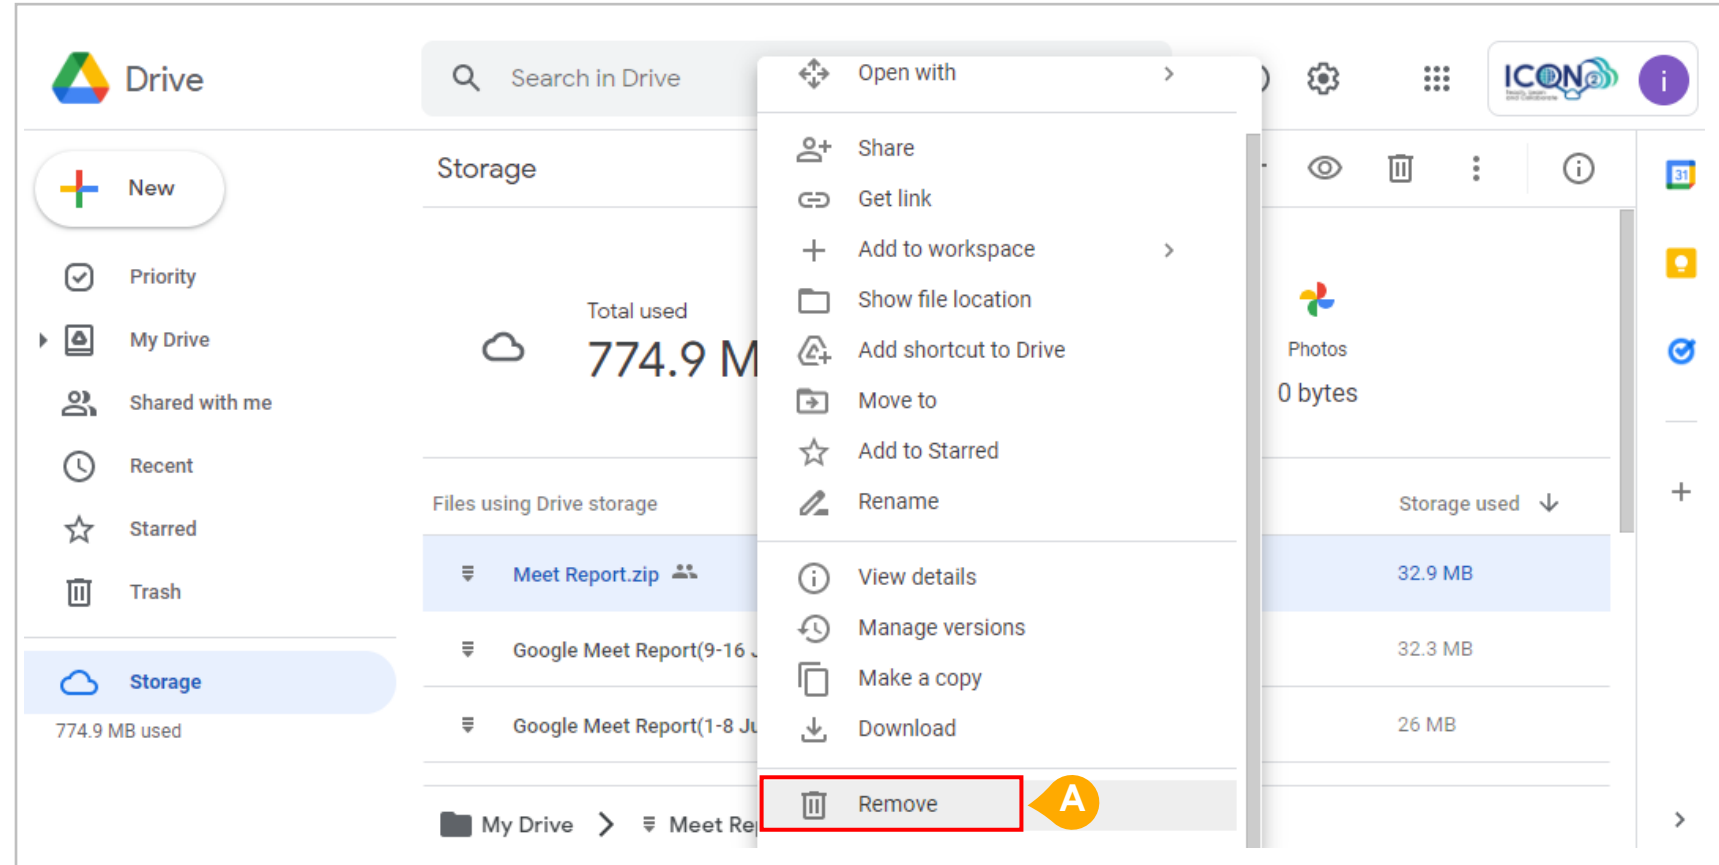 Drive
Search in Drive
ICON2
i
New
Priority
My Drive
Shared with me
Recent
Starred
Trash
Storage
774.9 MB used
Storage
Total used
774.9 M
Photos
0 bytes
Files using Drive storage
Storage used
Meet Report.zip
32.9 MB
Google Meet Report(9-16
32.3 MB
Google Meet Report(1-8 Ju
26 MB
My Drive
Meet Re
Open with
Share
Get link
Add to workspace
Show file location
Add shortcut to Drive
Move to
Add to Starred
Rename
View details
Manage versions
Make a copy
Download
Remove
A
31